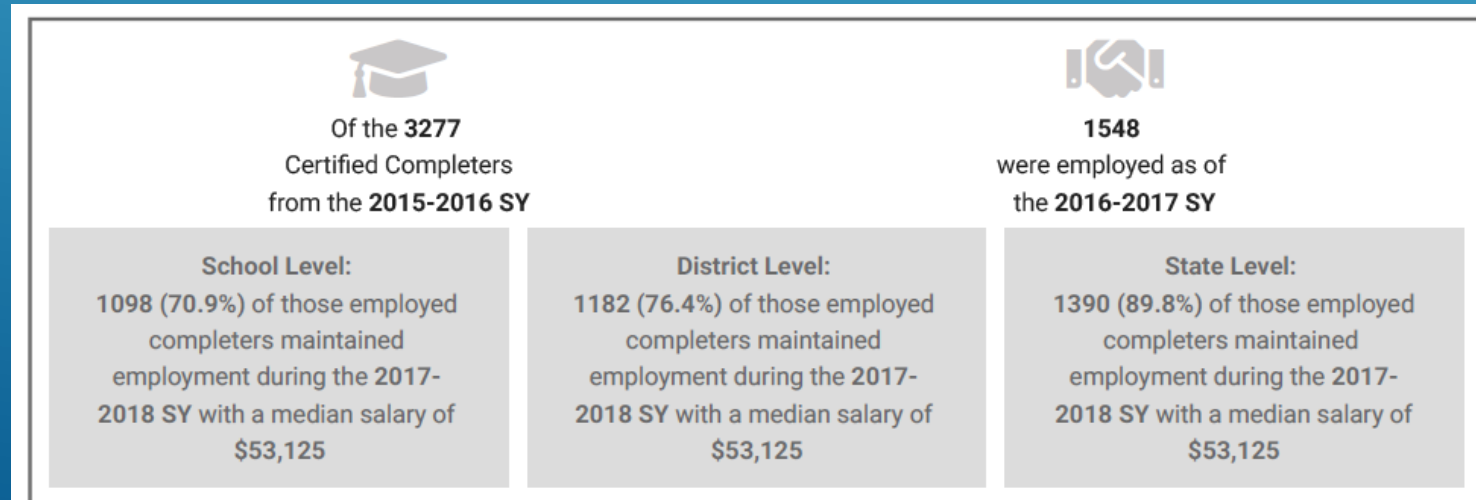 Of the 3277
Certified Completers
from the 2015-2016 SY
1548
were employed as of
the 2016-2017 SY
School Level:
1098 (70.9%) of those employed
completers maintained
employment during the 2017-
2018 SY with a median salary of
$53,125
District Level:
1182 (76.4%) of those employed
completers maintained
employment during the 2017-
2018 SY with a median salary of
$53,125
State Level:
1390 (89.8%) of those employed
completers maintained
employment during the 2017-
2018 SY with a median salary of
$53,125